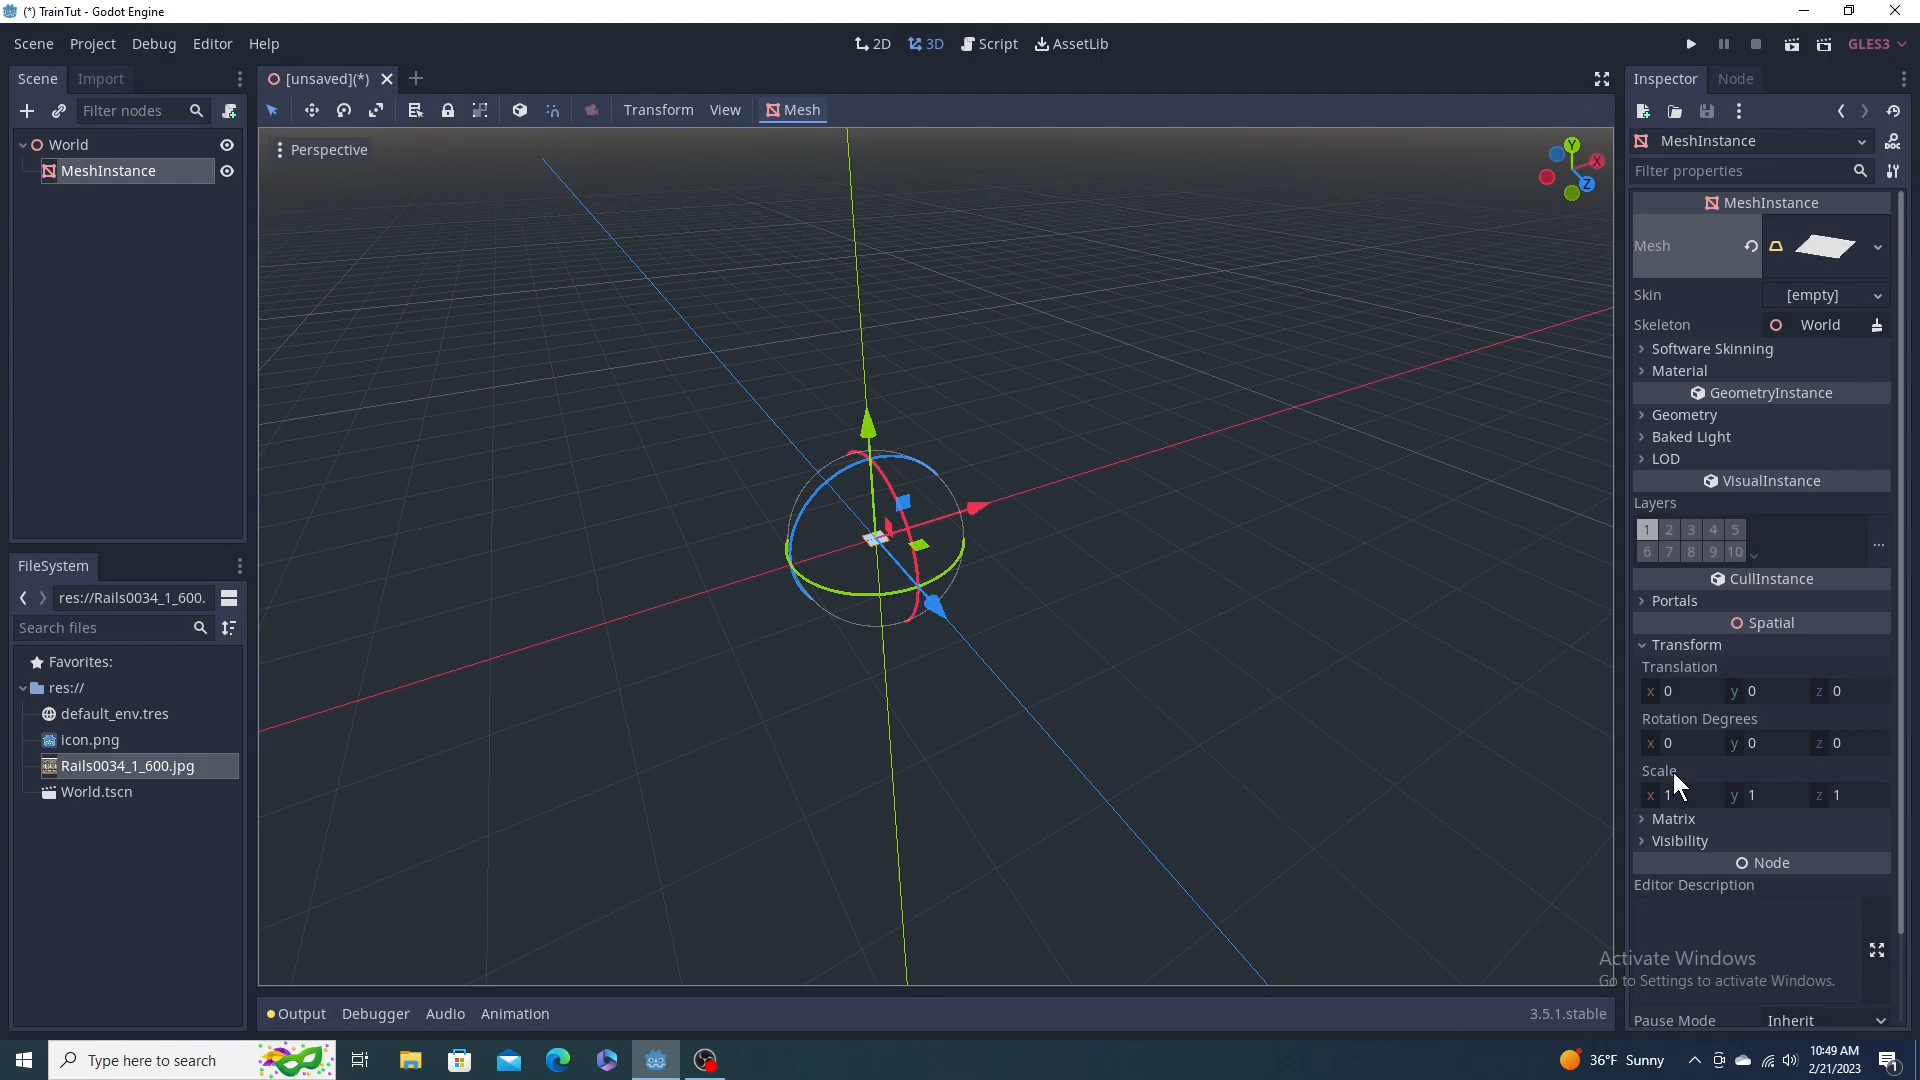 (*) TrainTut - Godot Engine
Scene Project Debug Editor Help
2D 3D Script AssetLib
GLES3
Scene Import
[unsaved](*)
Inspector Node
Filter nodes
Transform View Mesh
World
MeshInstance
Perspective
Y
X
Z
MeshInstance
Filter properties
MeshInstance
Mesh
Skin [empty]
Skeleton World
Software Skinning
Material
GeometryInstance
Geometry
Baked Light
LOD
VisualInstance
Layers
1 2 3 4 5
6 7 8 9 10
...
CullInstance
Portals
Spatial
Transform
Translation
x 0 y 0 z 0
Rotation Degrees
x 0 y 0 z 0
Scale
x 1 y 1 z 1
Matrix
Visibility
Node
Editor Description
Pause Mode Inherit
FileSystem
res://Rails0034_1_600.
Search files
Favorites:
res://
default_env.tres
icon.png
Rails0034_1_600.jpg
World.tscn
Activate Windows
Go to Settings to activate Windows.
Output Debugger Audio Animation
3.5.1.stable
Type here to search
36°F Sunny
10:49 AM
2/21/2023
1